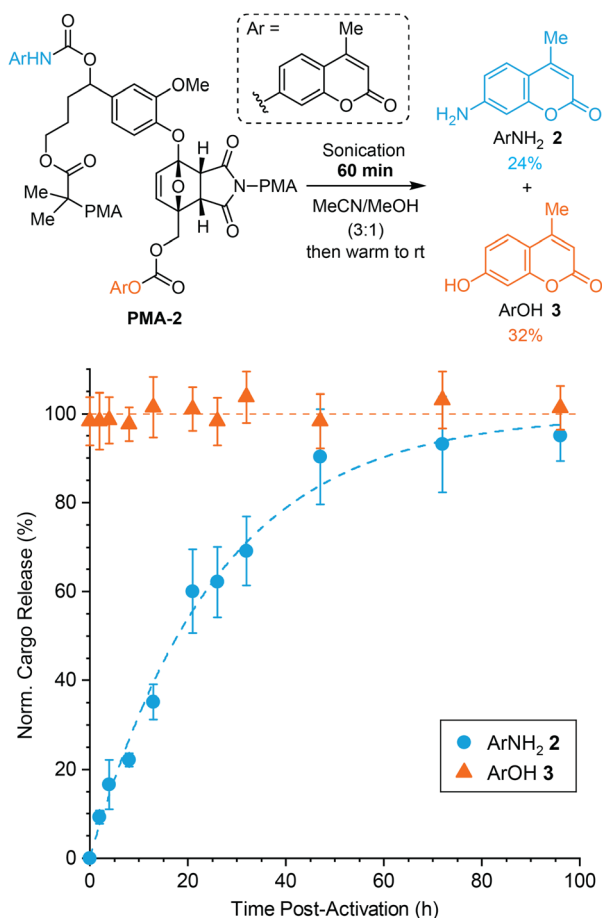 ArHN
O
O
OMe
O
O
O
Me
Me
PMA
O
O
O
N
PMA
O
O
O
ArO
O
PMA-2
Ar =
Me
O
O
Sonication
60 min
MeCN/MeOH
(3:1)
then warm to rt
Me
H2N
O
O
ArNH2 2
24%
+
Me
HO
O
O
ArOH 3
32%
H
H
Norm. Cargo Release (%)
100
80
60
40
20
0
ArNH2 2
ArOH 3
0
20
40
60
80
100
Time Post-Activation (h)